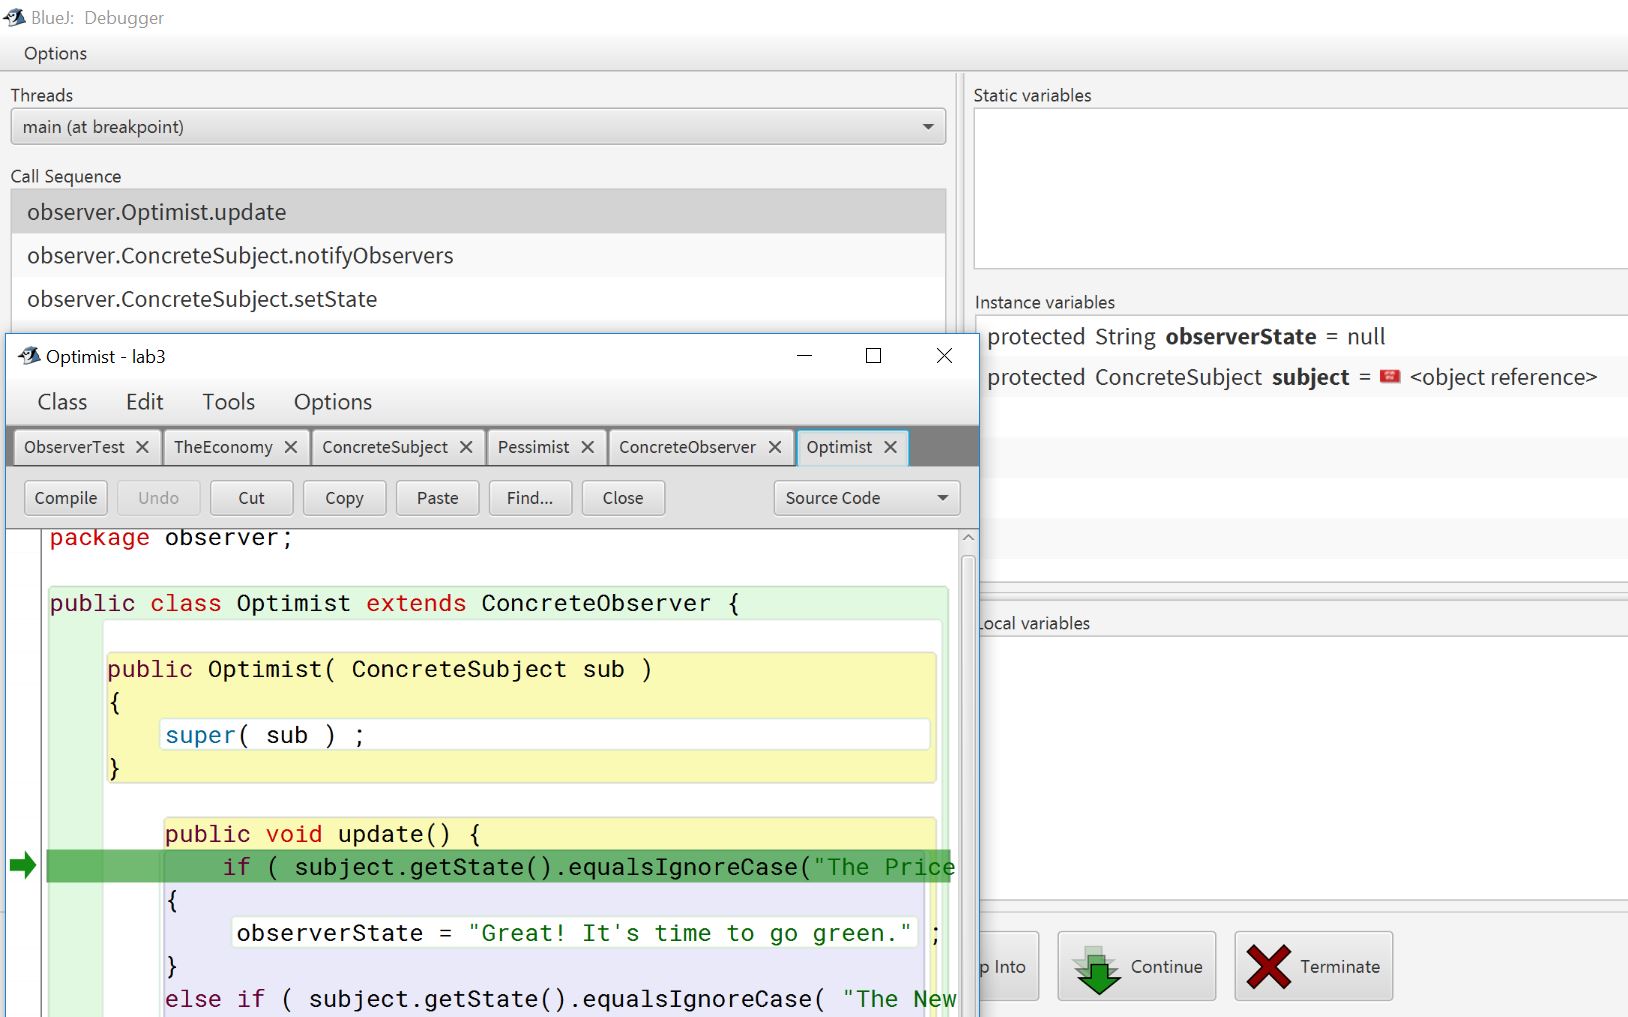 BlueJ: Debugger
Options
Threads
main (at breakpoint)
Call Sequence
observer.Optimist.update
observer.ConcreteSubject.notifyObservers
observer.ConcreteSubject.setState
Static variables
Instance variables
protected String observerState = null
protected ConcreteSubject subject = <object reference>
Local variables
Optimist - lab3
Class Edit Tools Options
ObserverTest TheEconomy ConcreteSubject Pessimist ConcreteObserver Optimist
Compile Undo Cut Copy Paste Find... Close Source Code
package observer;
public class Optimist extends ConcreteObserver {
public Optimist( ConcreteSubject sub )
{
super( sub ) ;
}
public void update() {
if ( subject.getState().equalsIgnoreCase("The Price
{
observerState = "Great! It's time to go green." ;
}
else if ( subject.getState().equalsIgnoreCase( "The New
p Into Continue Terminate